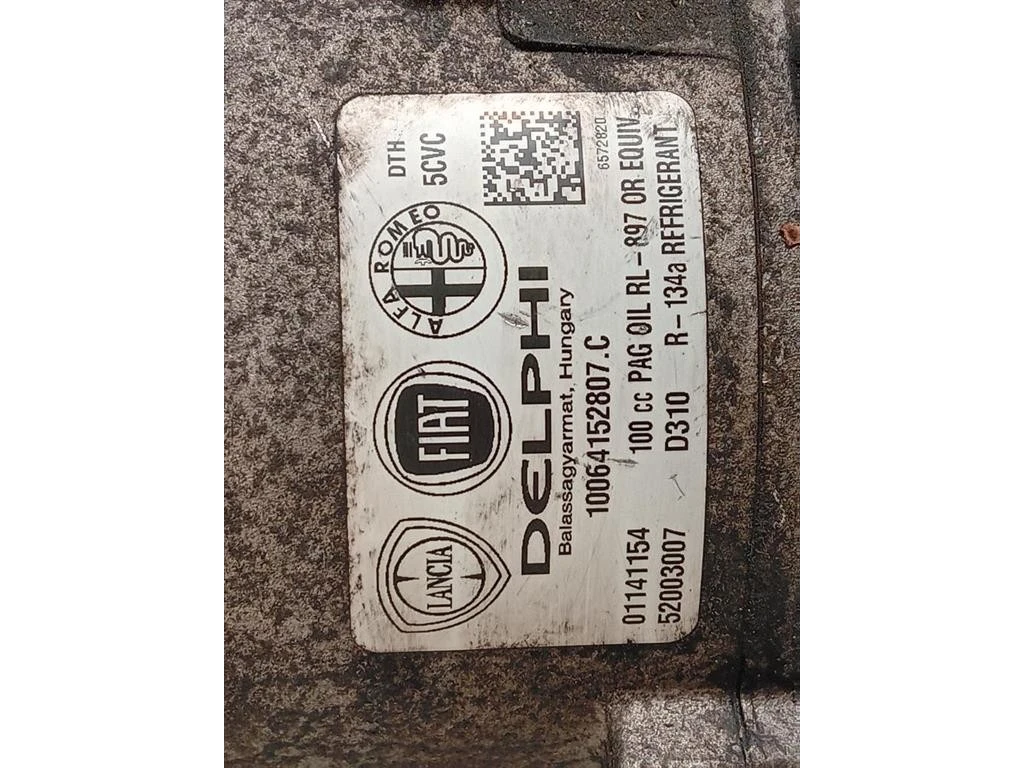 LANCIA
FIAT
ALFA ROMEO
DTH
5CVC
DELPHI
Balassagyarmat,, Hungary
10064152807.C
6572820
01141154
100 cc PAG OIL RL-897 OR EQUIV.
52003007
D310
R-134a REFRIGERANT